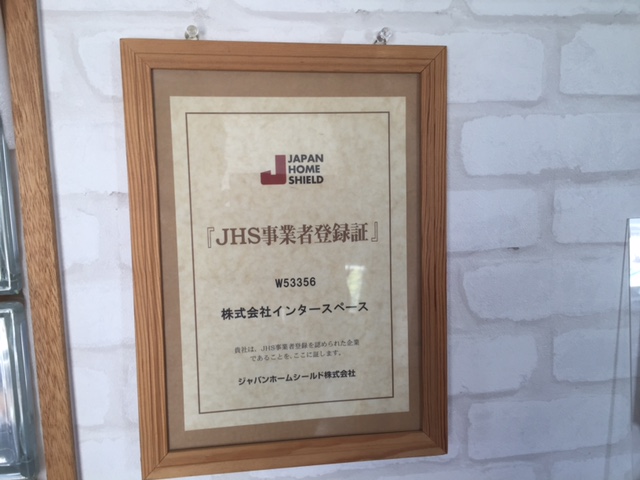 JAPAN
HOME
SHIELD
『JHS事業者登録証』
W53356
株式会社インタースペース
貴社は、JHS事業者登録を認められた企業
であることを、ここに証します。
ジャパンホームシールド株式会社